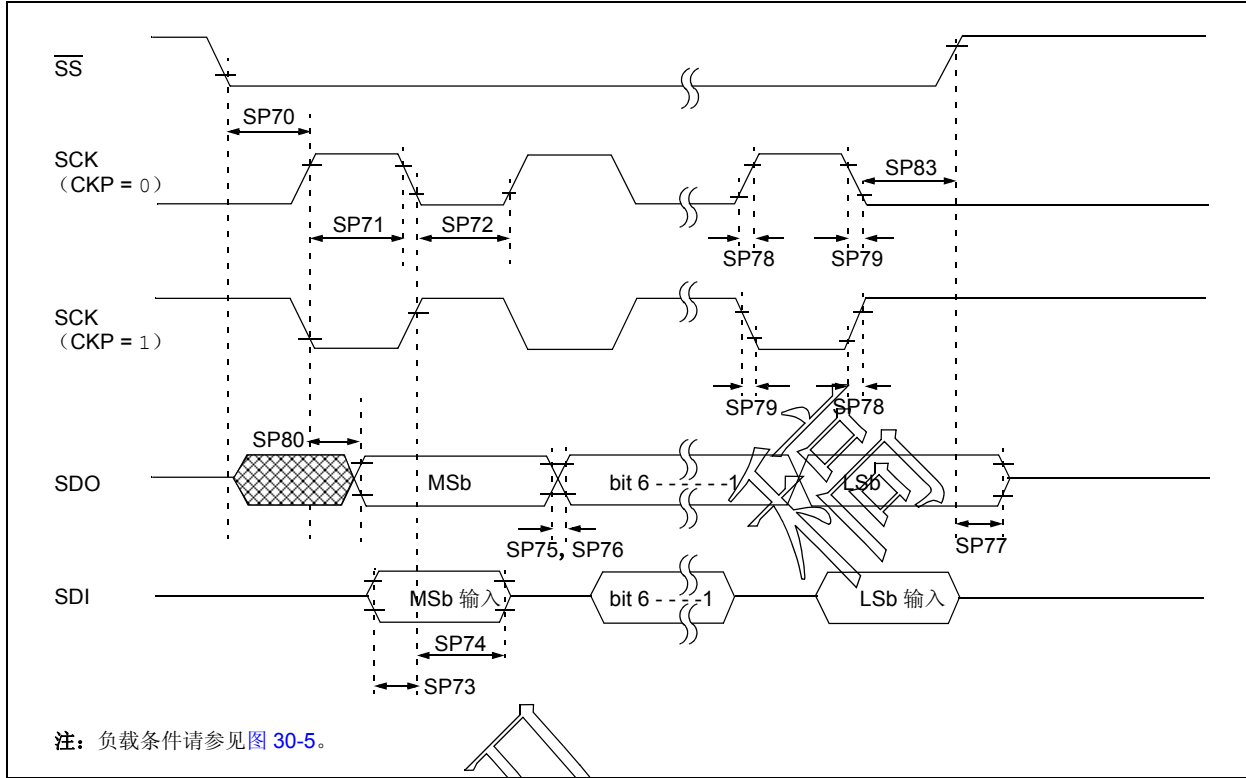 SS
SP70
SCK
（CKP = 0）
SP83
SP71
SP72
SP78
SP79
SCK
（CKP = 1）
SP79
SP78
SP80
SDO
MSb
bit 6 - - - - - -1
LSb
SP75, SP76
SP77
SDI
MSb 输入
bit 6 - - - -1
LSb 输入
SP74
SP73
注：负载条件请参见图 30-5。